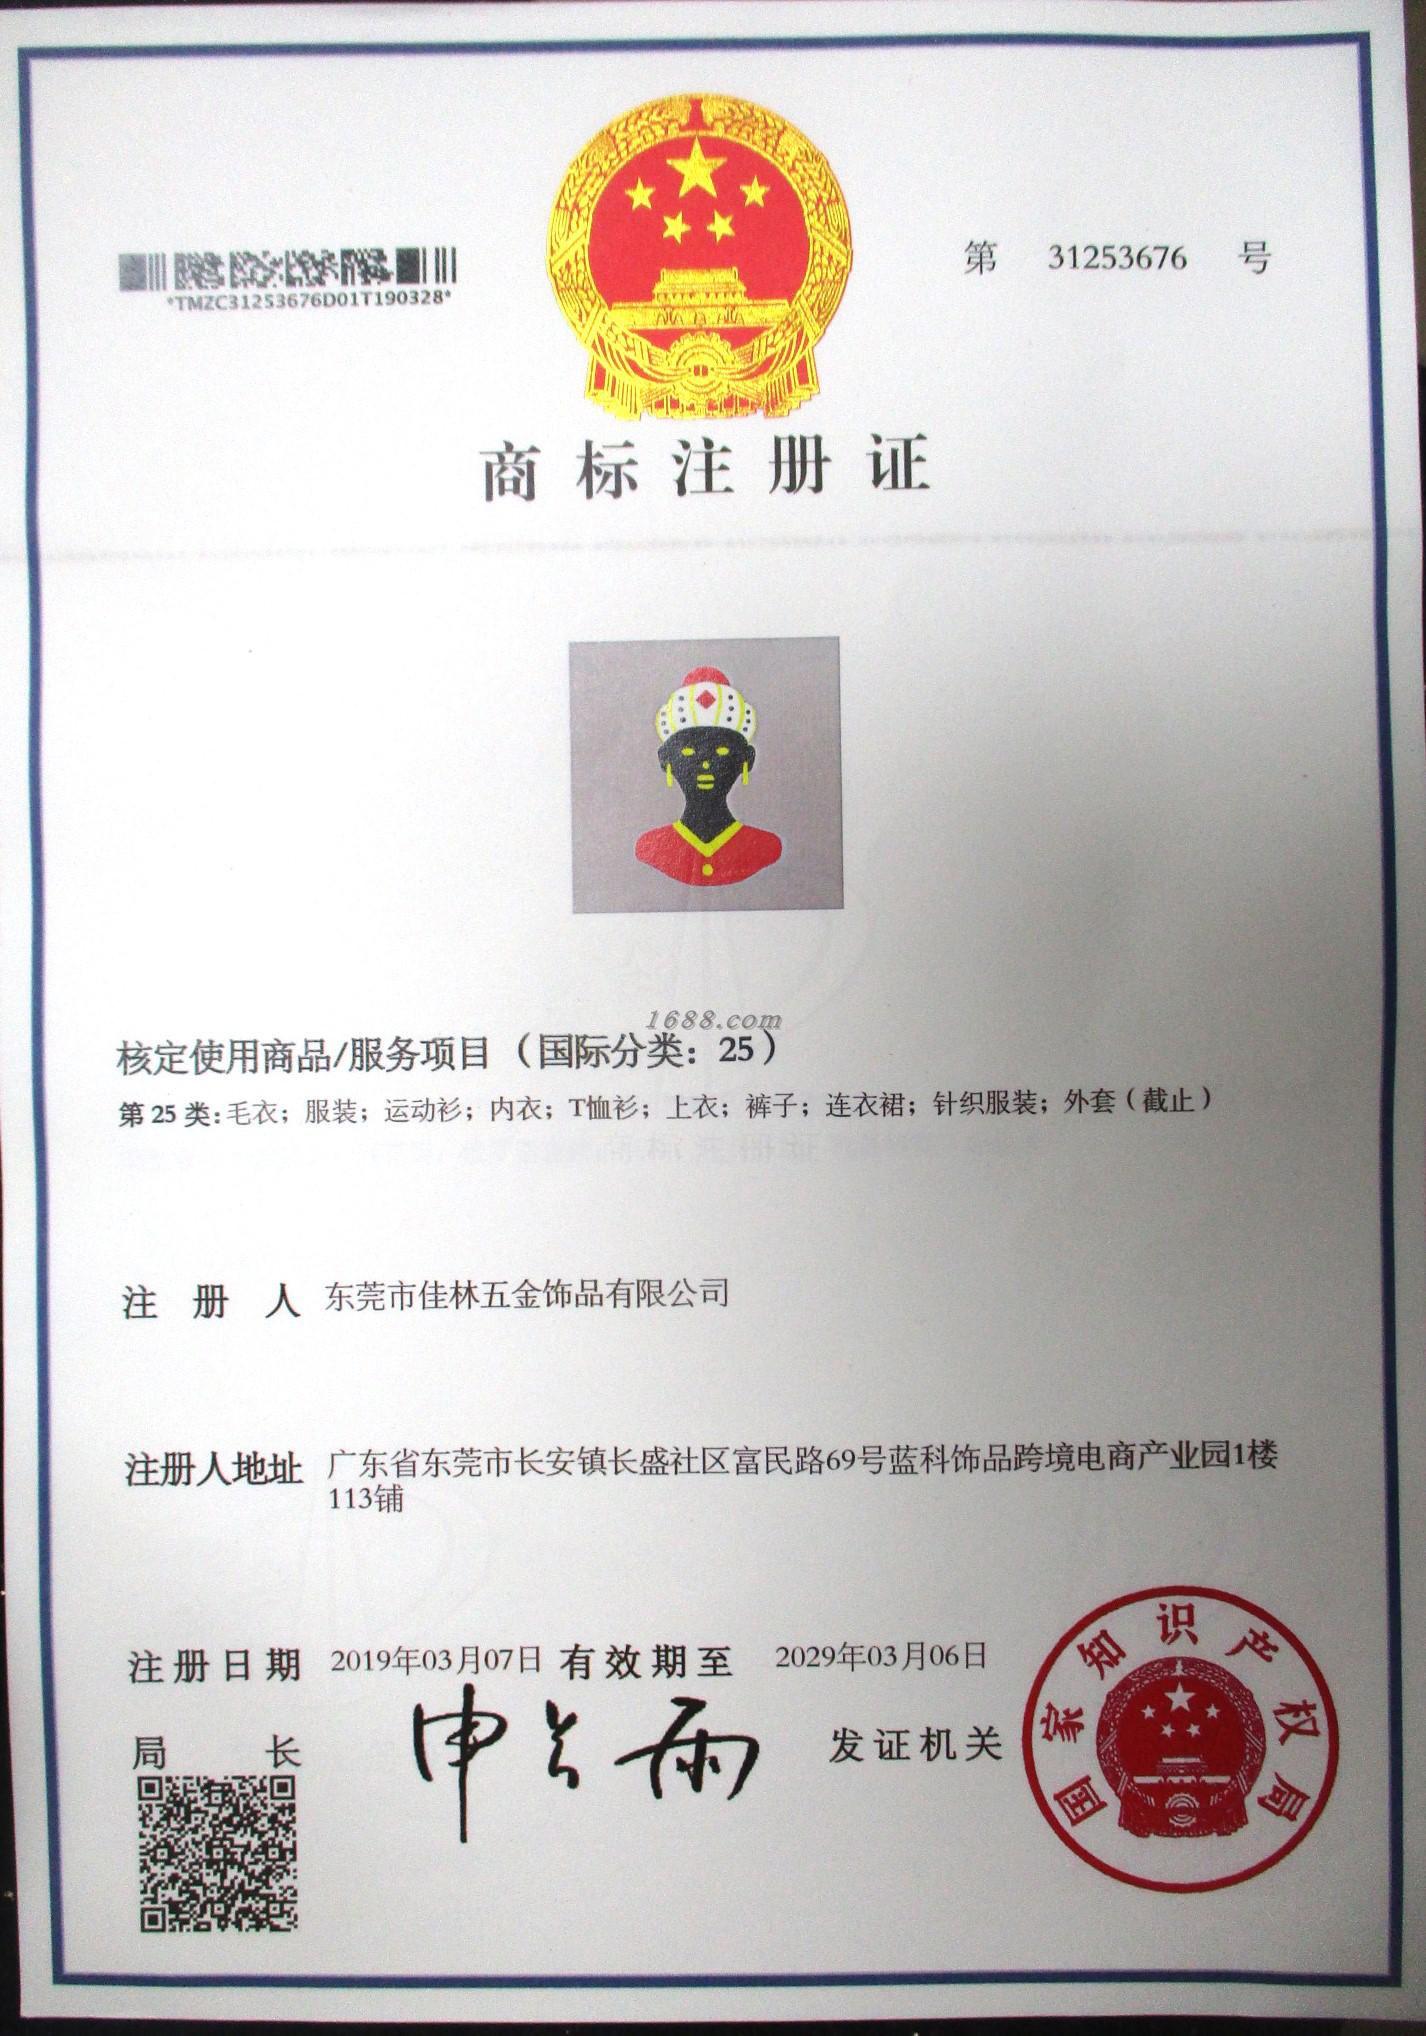 第 31253676 号
*TMZC31253676D01T190328*
商标注册证
1688.com
核定使用商品/服务项目（国际分类：25）
第 25 类：毛衣；服装；运动衫；内衣；T恤衫；上衣；裤子；连衣裙；针织服装；外套（截止）
注册人 东莞市佳林五金饰品有限公司
注册人地址 广东省东莞市长安镇长盛社区富民路69号蓝科饰品跨境电商产业园1楼
113铺
注册日期 2019年03月07日 有效期至 2029年03月06日
局长 申长雨 发证机关
国家知识产权局